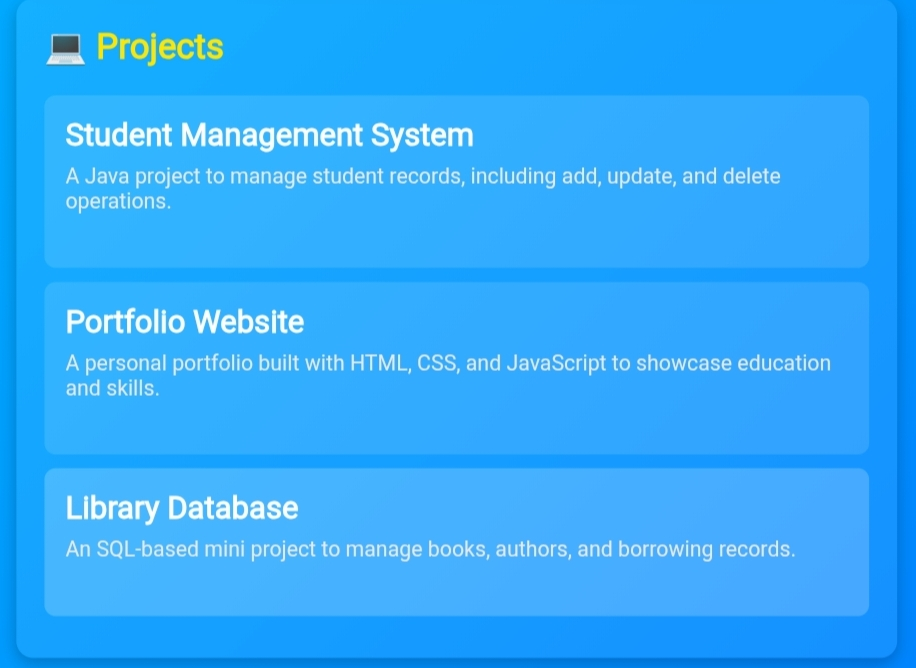 💻 Projects
Student Management System
A Java project to manage student records, including add, update, and delete
operations.
Portfolio Website
A personal portfolio built with HTML, CSS, and JavaScript to showcase education
and skills.
Library Database
An SQL-based mini project to manage books, authors, and borrowing records.